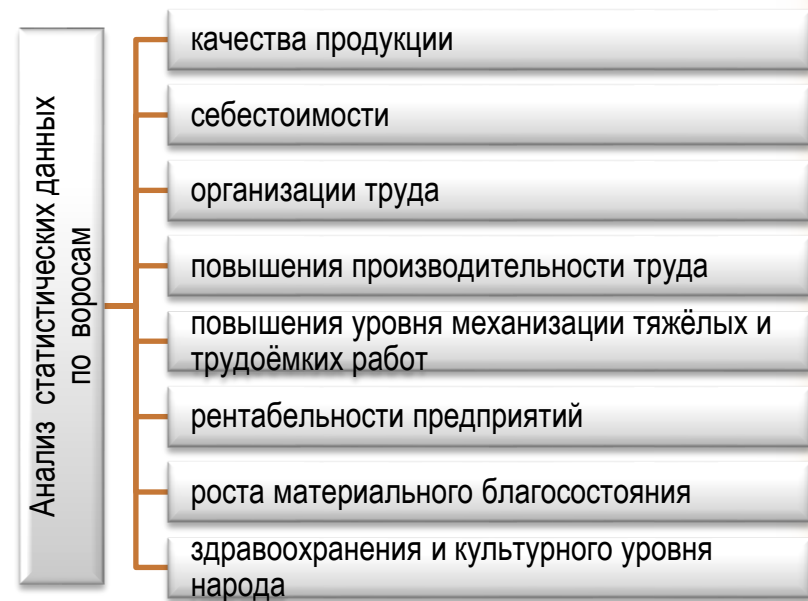 Анализ статистических данных
по воросам
качества продукции
себестоимости
организации труда
повышения производительности труда
повышения уровня механизации тяжёлых и
трудоёмких работ
рентабельности предприятий
роста материального благосостояния
здравоохранения и культурного уровня
народа